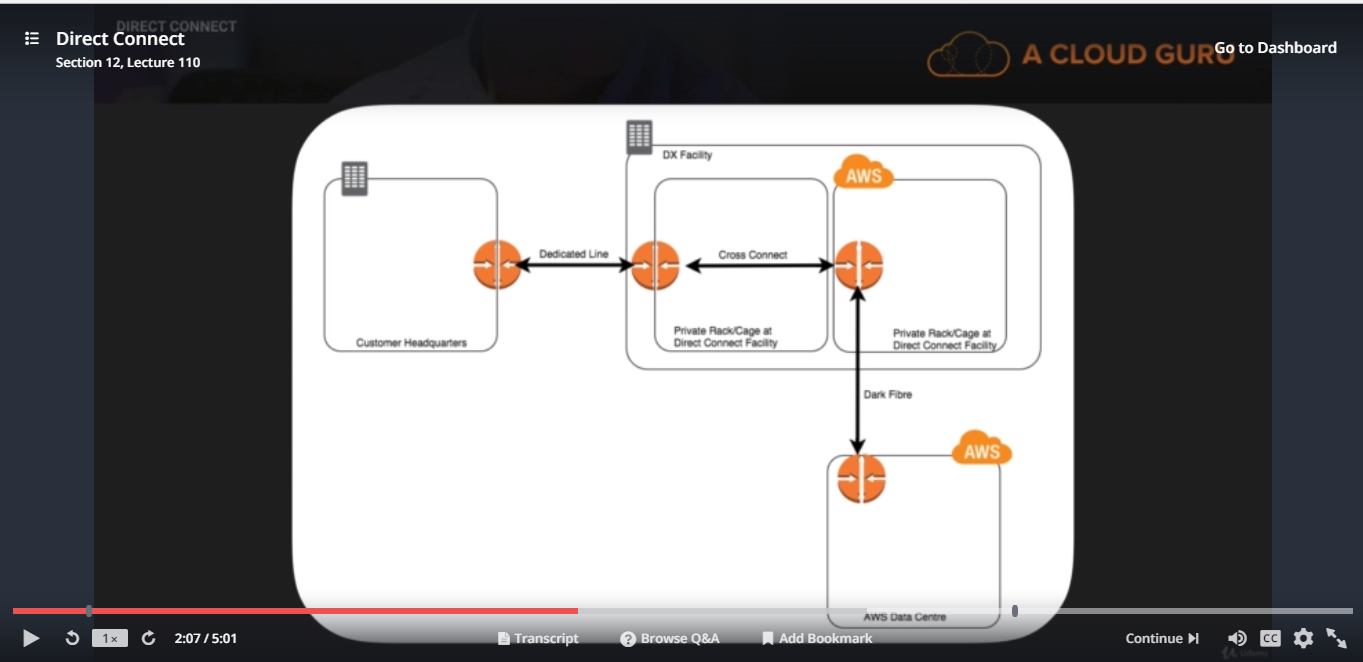 DIRECT CONNECT
Direct Connect
Section 12, Lecture 110
A CLOUD GURU
Go to Dashboard
DX Facility
AWS
Dedicated Line
Cross Connect
Customer Headquarters
Private Rack/Cage at
Direct Connect Facility
Private Rack/Cage at
Direct Connect Facility
Dark Fibre
AWS
AWS Data Centre
1×
2:07 / 5:01
Transcript
? Browse Q&A
Add Bookmark
Continue
CC
Udemy